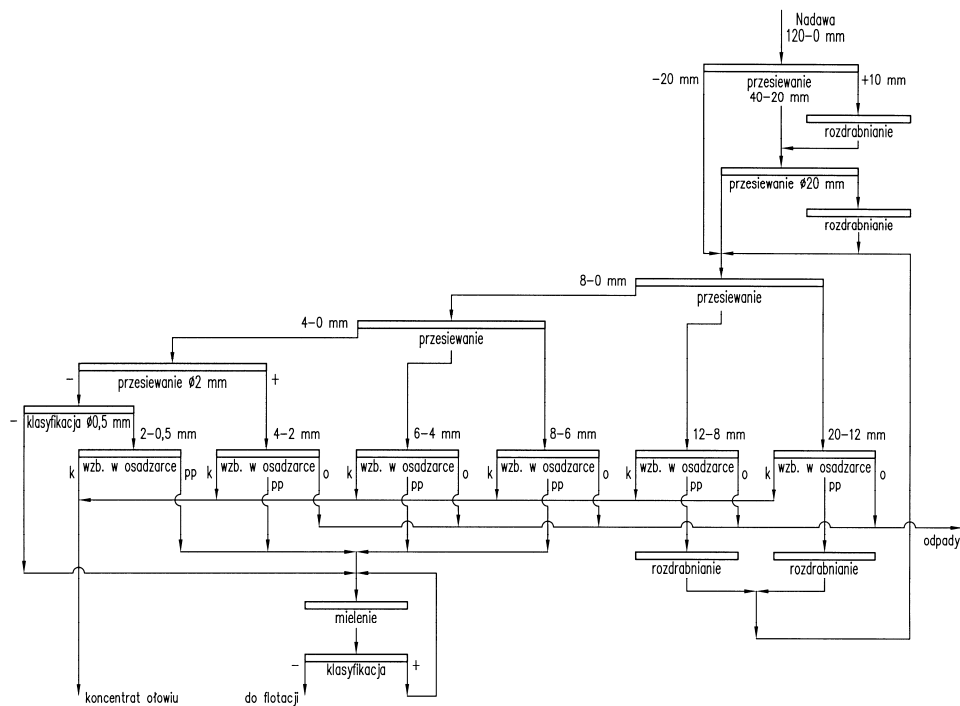 Nadawa
120–0 mm
–20 mm
+10 mm
przesiewanie
40–20 mm
rozdrabnianie
przesiewanie ø20 mm
rozdrabnianie
8–0 mm
przesiewanie
4–0 mm
przesiewanie
–
przesiewanie ø2 mm
+
–
klasyfikacja ø0,5 mm
2–0,5 mm
4–2 mm
6–4 mm
8–6 mm
12–8 mm
20–12 mm
k
wzb. w osadzarce
pp
k
wzb. w osadzarce
pp
o
k
wzb. w osadzarce
pp
o
k
wzb. w osadzarce
pp
o
k
wzb. w osadzarce
pp
o
k
wzb. w osadzarce
pp
o
odpady
rozdrabnianie
rozdrabnianie
mielenie
–
klasyfikacja
+
koncentrat ołowiu
do flotacji